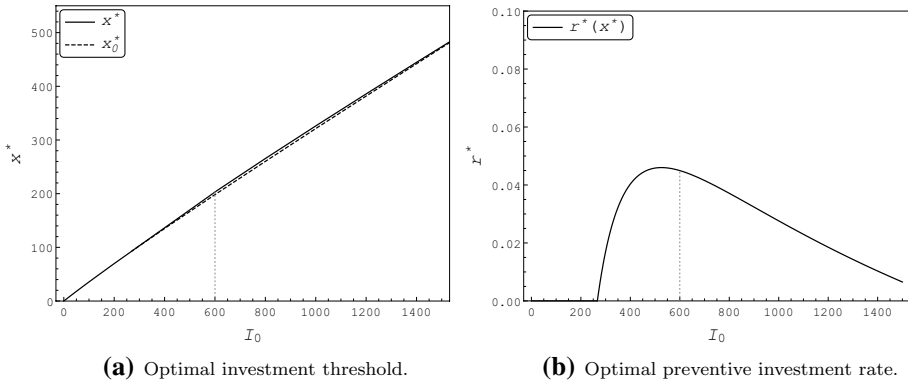 x*
x₀*
500
400
300
200
100
0
x*
0 200 400 600 800 1000 1200 1400
I₀
(a) Optimal investment threshold.
r*(x*)
0.10
0.08
0.06
0.04
0.02
0.00
r*
0 200 400 600 800 1000 1200 1400
I₀
(b) Optimal preventive investment rate.